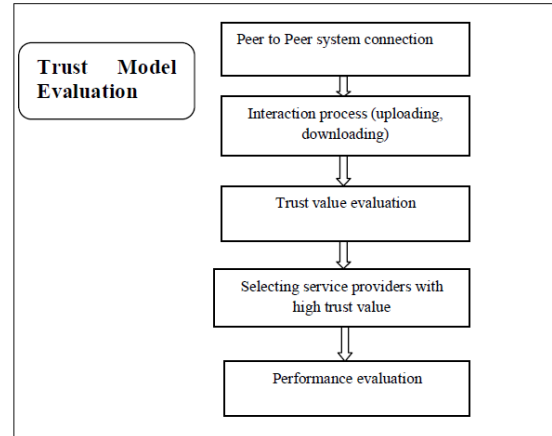 Trust Model
Evaluation
Peer to Peer system connection
Interaction process (uploading,
downloading)
Trust value evaluation
Selecting service providers with
high trust value
Performance evaluation